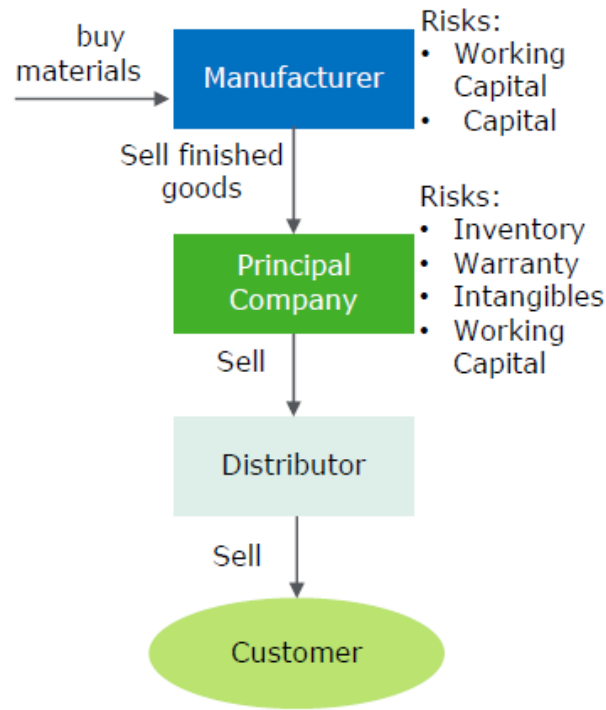 buy
materials
Manufacturer
Risks:
• Working
Capital
• Capital
Sell finished
goods
Principal
Company
Risks:
• Inventory
• Warranty
• Intangibles
• Working
Capital
Sell
Distributor
Sell
Customer